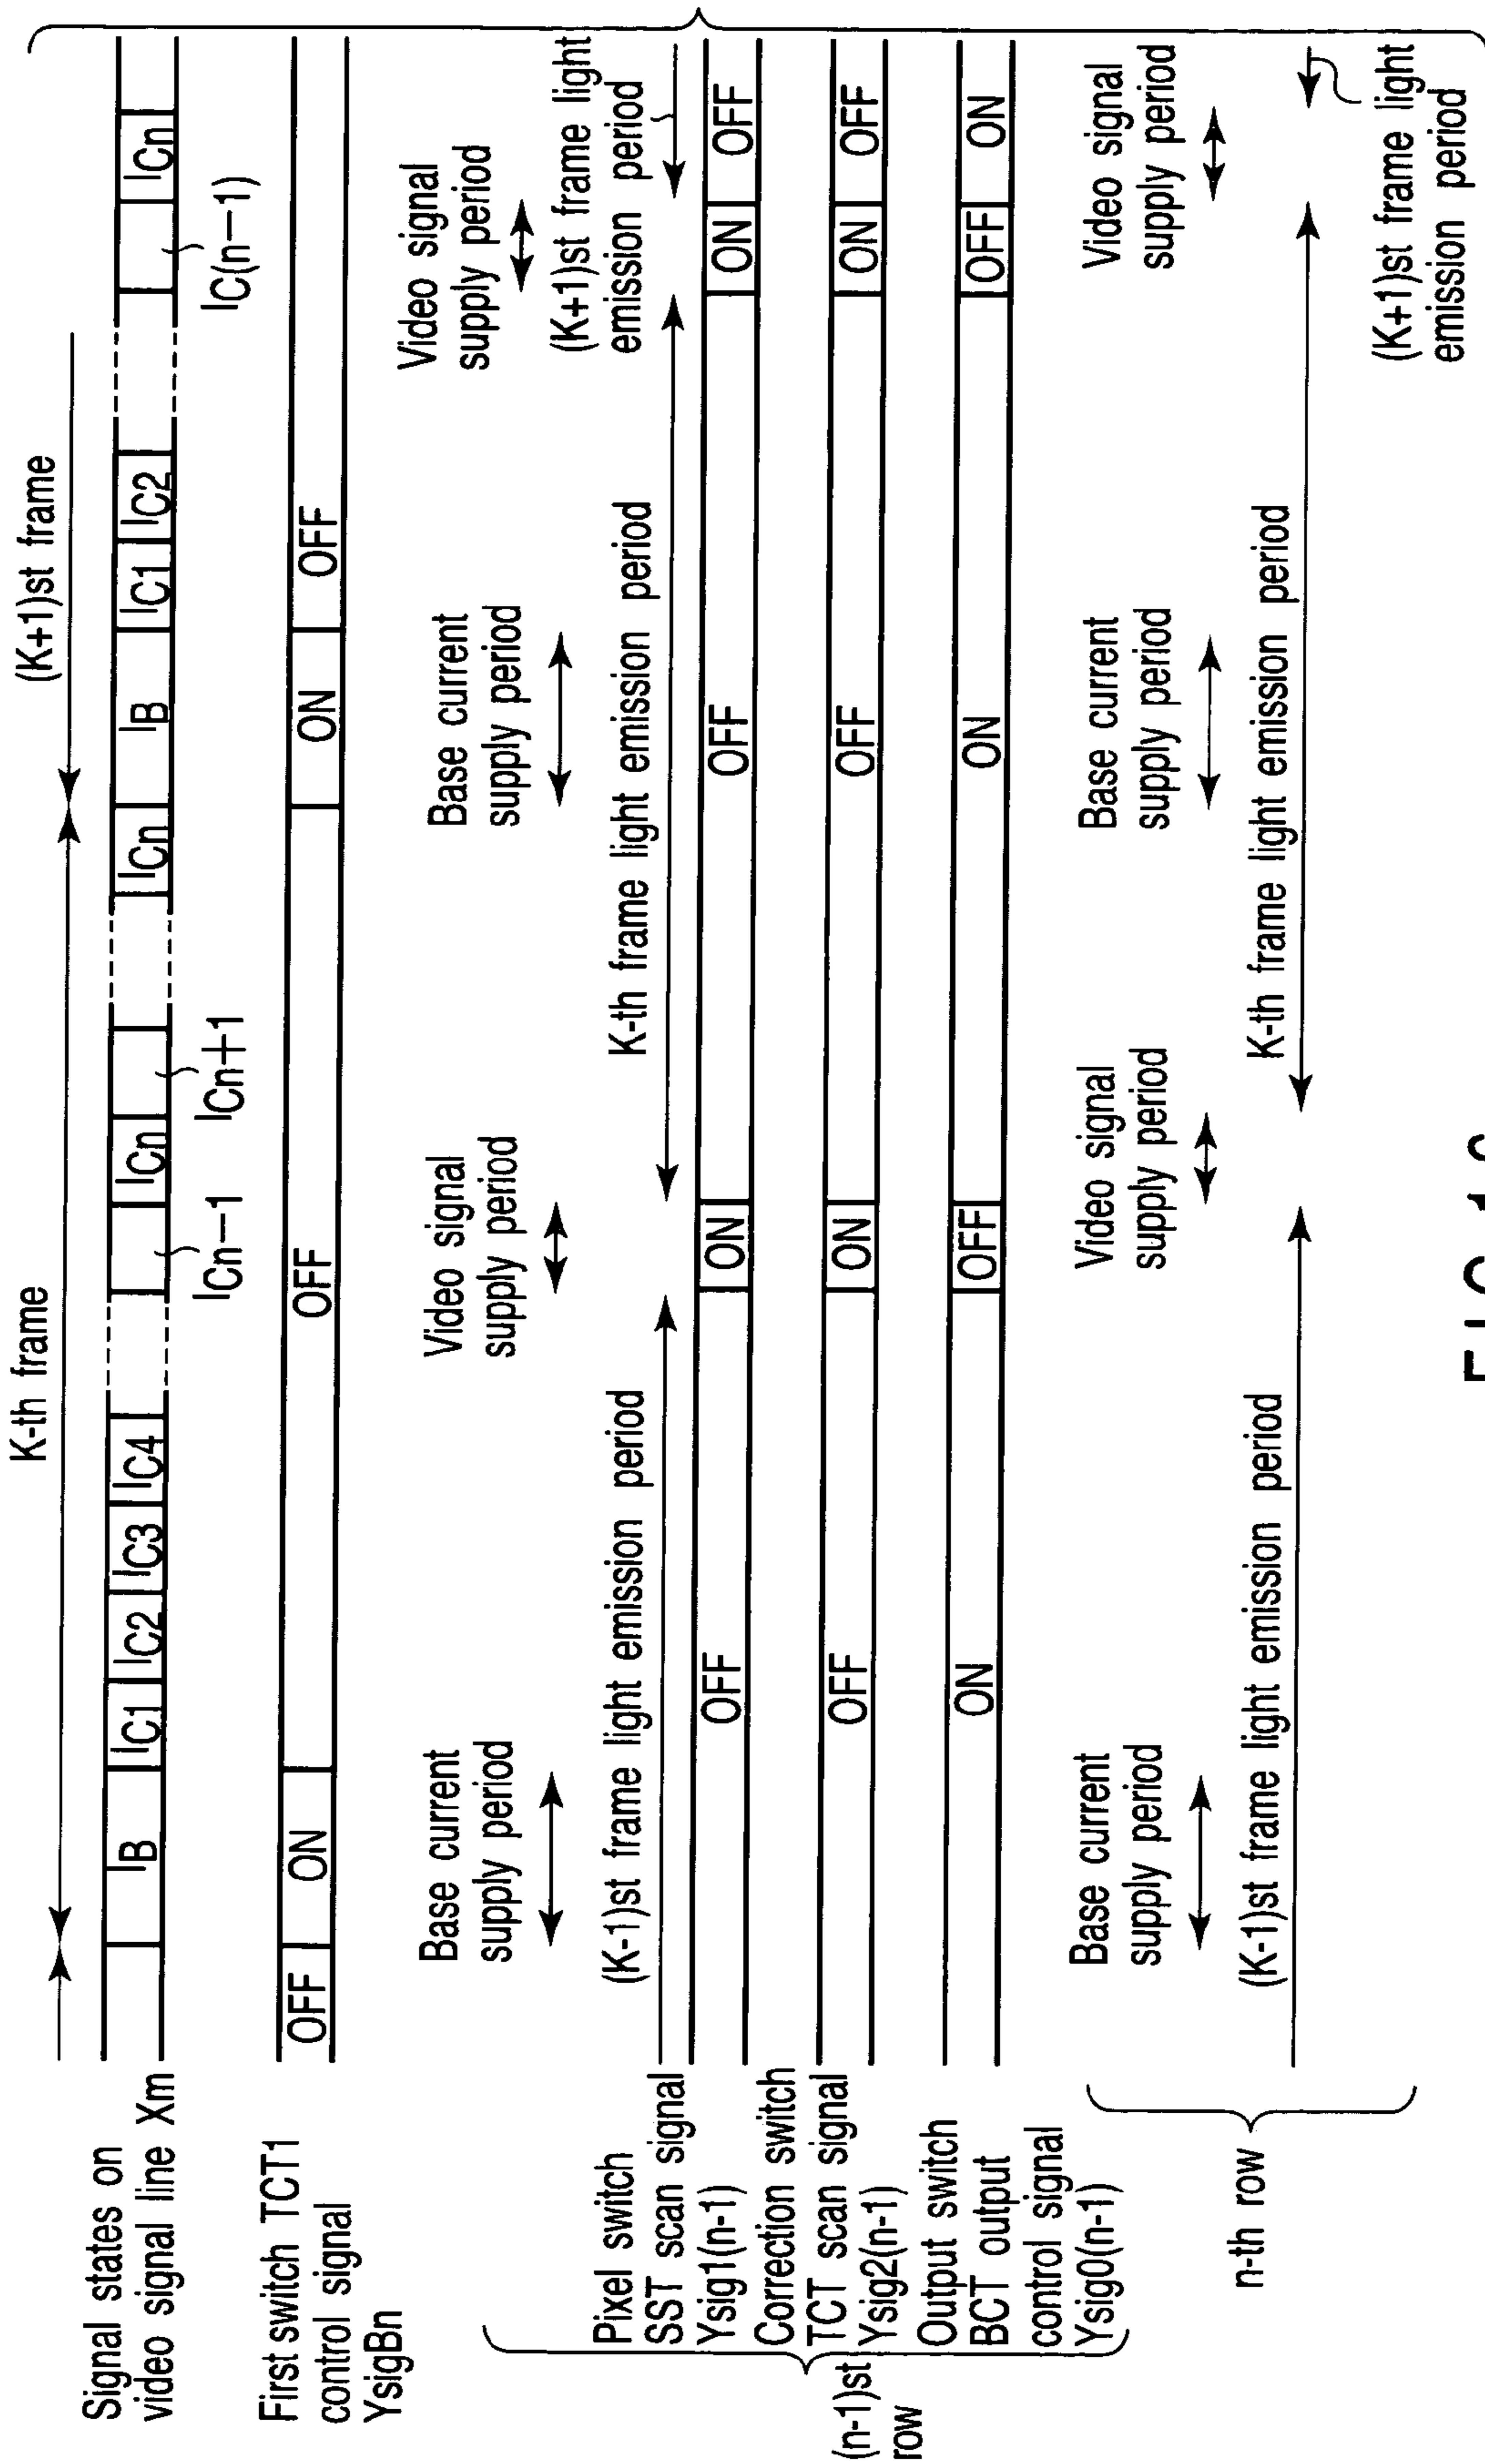 K-th frame
(K+1)st frame
Signal states on
video signal line Xm
IB
IC1
IC2
IC3
IC4
ICn
ICn
IB
IC1
IC2
ICn
ICn−1
ICn+1
IC(n−1)
First switch TCT1
control signal
YsigBn
OFF
ON
OFF
ON
OFF
Base current
supply period
Video signal
supply period
Base current
supply period
Video signal
supply period
(K-1)st frame light emission period
K-th frame light emission period
(K+1)st frame light
emission period
(n-1)st
row
Pixel switch
SST scan signal
Ysig1(n-1)
OFF
ON
OFF
ON
OFF
Correction switch
TCT scan signal
Ysig2(n-1)
OFF
ON
OFF
ON
OFF
Output switch
BCT output
control signal
Ysig0(n-1)
ON
OFF
ON
OFF
ON
n-th row
Base current
supply period
Video signal
supply period
Base current
supply period
Video signal
supply period
(K-1)st frame light emission period
K-th frame light emission period
(K+1)st frame light
emission period